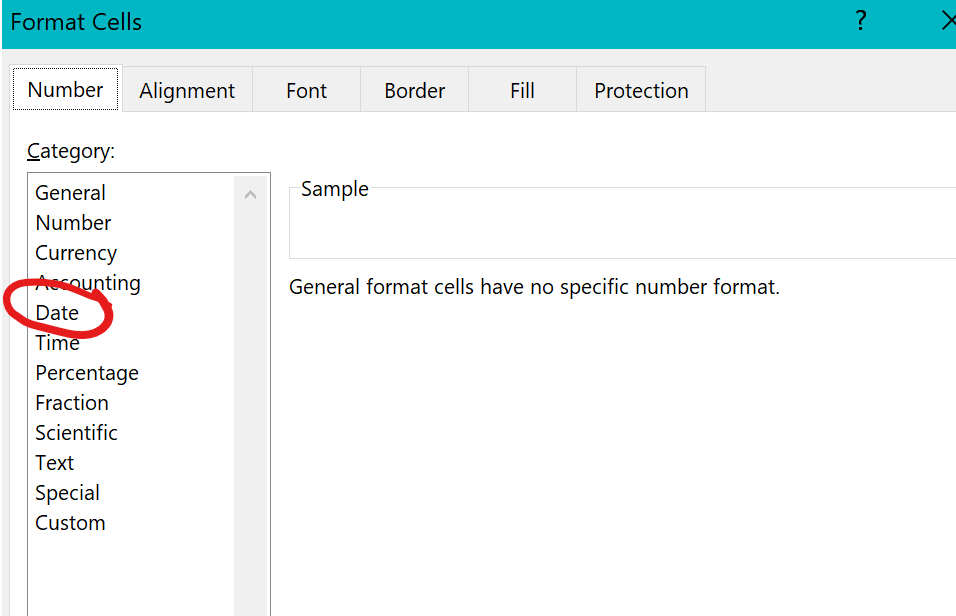 Format Cells ?
Number Alignment Font Border Fill Protection
Category:
General
Number
Currency
Accounting
Date
Time
Percentage
Fraction
Scientific
Text
Special
Custom
Sample
General format cells have no specific number format.